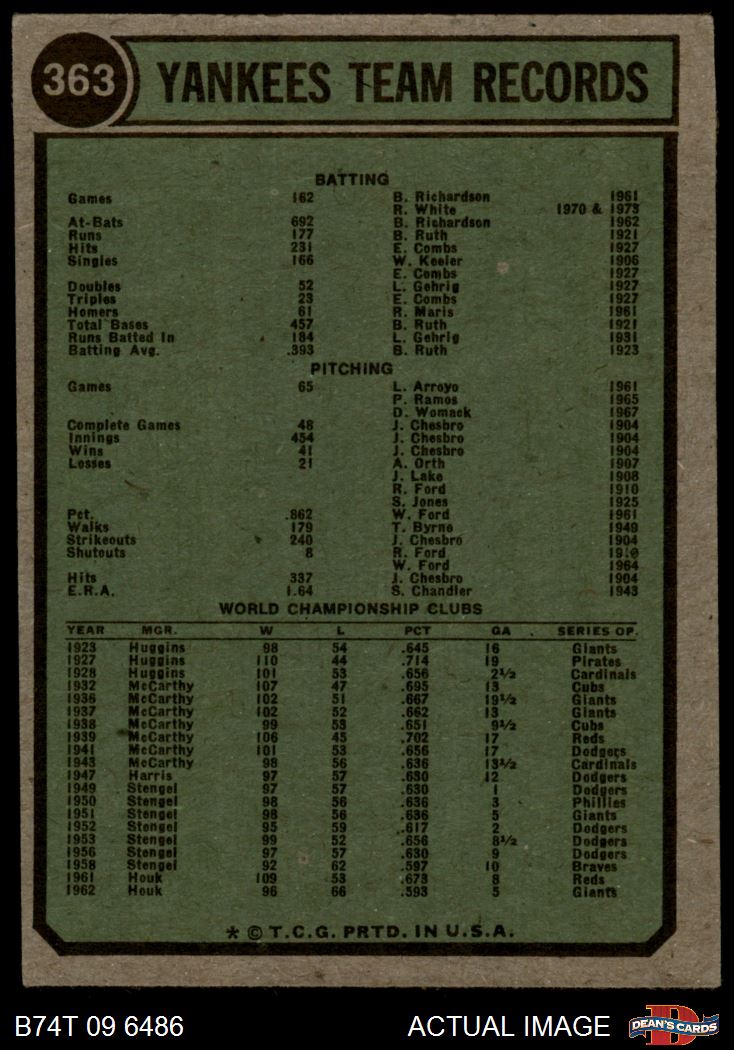 363 YANKEES TEAM RECORDS
BATTING
Games 162 B. Richardson 1961
R. White 1970 & 1973
At-Bats 692 B. Richardson 1962
Runs 177 B. Ruth 1921
Hits 231 E. Combs 1927
Singles 166 W. Keeler 1906
E. Combs 1927
Doubles 52 L. Gehrig 1927
Triples 23 E. Combs 1927
Homers 61 R. Maris 1961
Total Bases 457 B. Ruth 1921
Runs Batted In 184 L. Gehrig 1931
Batting Avg. .393 B. Ruth 1923
PITCHING
Games 65 L. Arroyo 1961
P. Ramos 1965
D. Womack 1967
Complete Games 48 J. Chesbro 1904
Innings 454 J. Chesbro 1904
Wins 41 J. Chesbro 1904
Losses 21 A. Orth 1907
J. Lake 1908
R. Ford 1910
S. Jones 1925
Pct. .862 W. Ford 1961
Walks 179 T. Byrne 1949
Strikeouts 240 J. Chesbro 1904
Shutouts 8 R. Ford 1910
W. Ford 1964
Hits 337 J. Chesbro 1904
E.R.A. 1.64 S. Chandler 1943
WORLD CHAMPIONSHIP CLUBS
YEAR MGR. W L PCT GA SERIES OP.
1923 Huggins 98 54 .645 16 Giants
1927 Huggins 110 44 .714 19 Pirates
1928 Huggins 101 53 .656 2½ Cardinals
1932 McCarthy 107 47 .695 13 Cubs
1936 McCarthy 102 51 .667 19½ Giants
1937 McCarthy 102 52 .662 13 Giants
1938 McCarthy 99 53 .651 9½ Cubs
1939 McCarthy 106 45 .702 17 Reds
1941 McCarthy 101 53 .656 17 Dodgers
1943 McCarthy 98 56 .636 13½ Cardinals
1947 Harris 97 57 .630 12 Dodgers
1949 Stengel 97 57 .630 1 Dodgers
1950 Stengel 98 56 .636 3 Phillies
1951 Stengel 98 56 .636 5 Giants
1952 Stengel 95 59 .617 2 Dodgers
1953 Stengel 99 52 .656 8½ Dodgers
1956 Stengel 97 57 .630 9 Dodgers
1958 Stengel 92 62 .597 10 Braves
1961 Houk 109 53 .673 8 Reds
1962 Houk 96 66 .593 5 Giants
* © T.C.G. PRTD. IN U.S.A.
B74T 09 6486 ACTUAL IMAGE DEAN'S CARDS